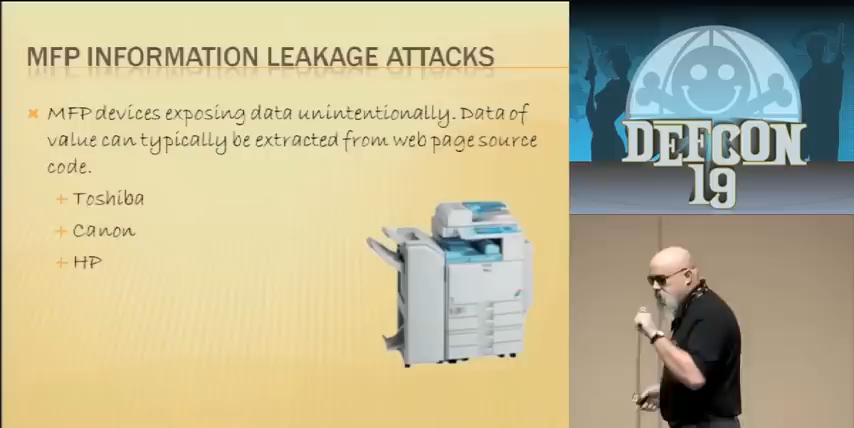 MFP INFORMATION LEAKAGE ATTACKS
MFP devices exposing data unintentionally. Data of
value can typically be extracted from web page source
code.
Toshiba
Canon
HP
DEFCON
19